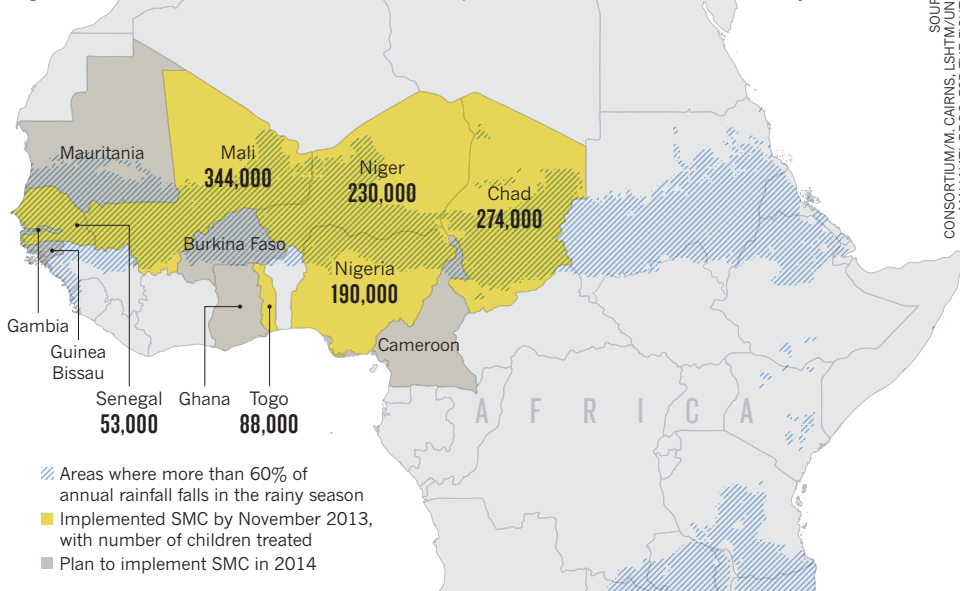 Mauritania
Mali
344,000
Niger
230,000
Chad
274,000
Burkina Faso
Nigeria
190,000
Gambia
Guinea
Bissau
Cameroon
Senegal
53,000
Ghana
Togo
88,000
AFRICA
Areas where more than 60% of
annual rainfall falls in the rainy season
Implemented SMC by November 2013,
with number of children treated
Plan to implement SMC in 2014
CONSORTIUM/M. CAIRNS, LSHTM/UN